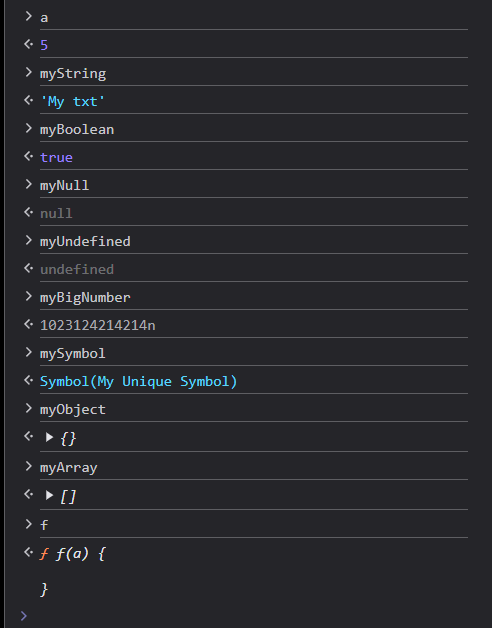 a
5
myString
'My txt'
myBoolean
true
myNull
null
myUndefined
undefined
myBigNumber
1023124214214n
mySymbol
Symbol(My Unique Symbol)
myObject
{}
myArray
[]
f
ƒ f(a) {
}